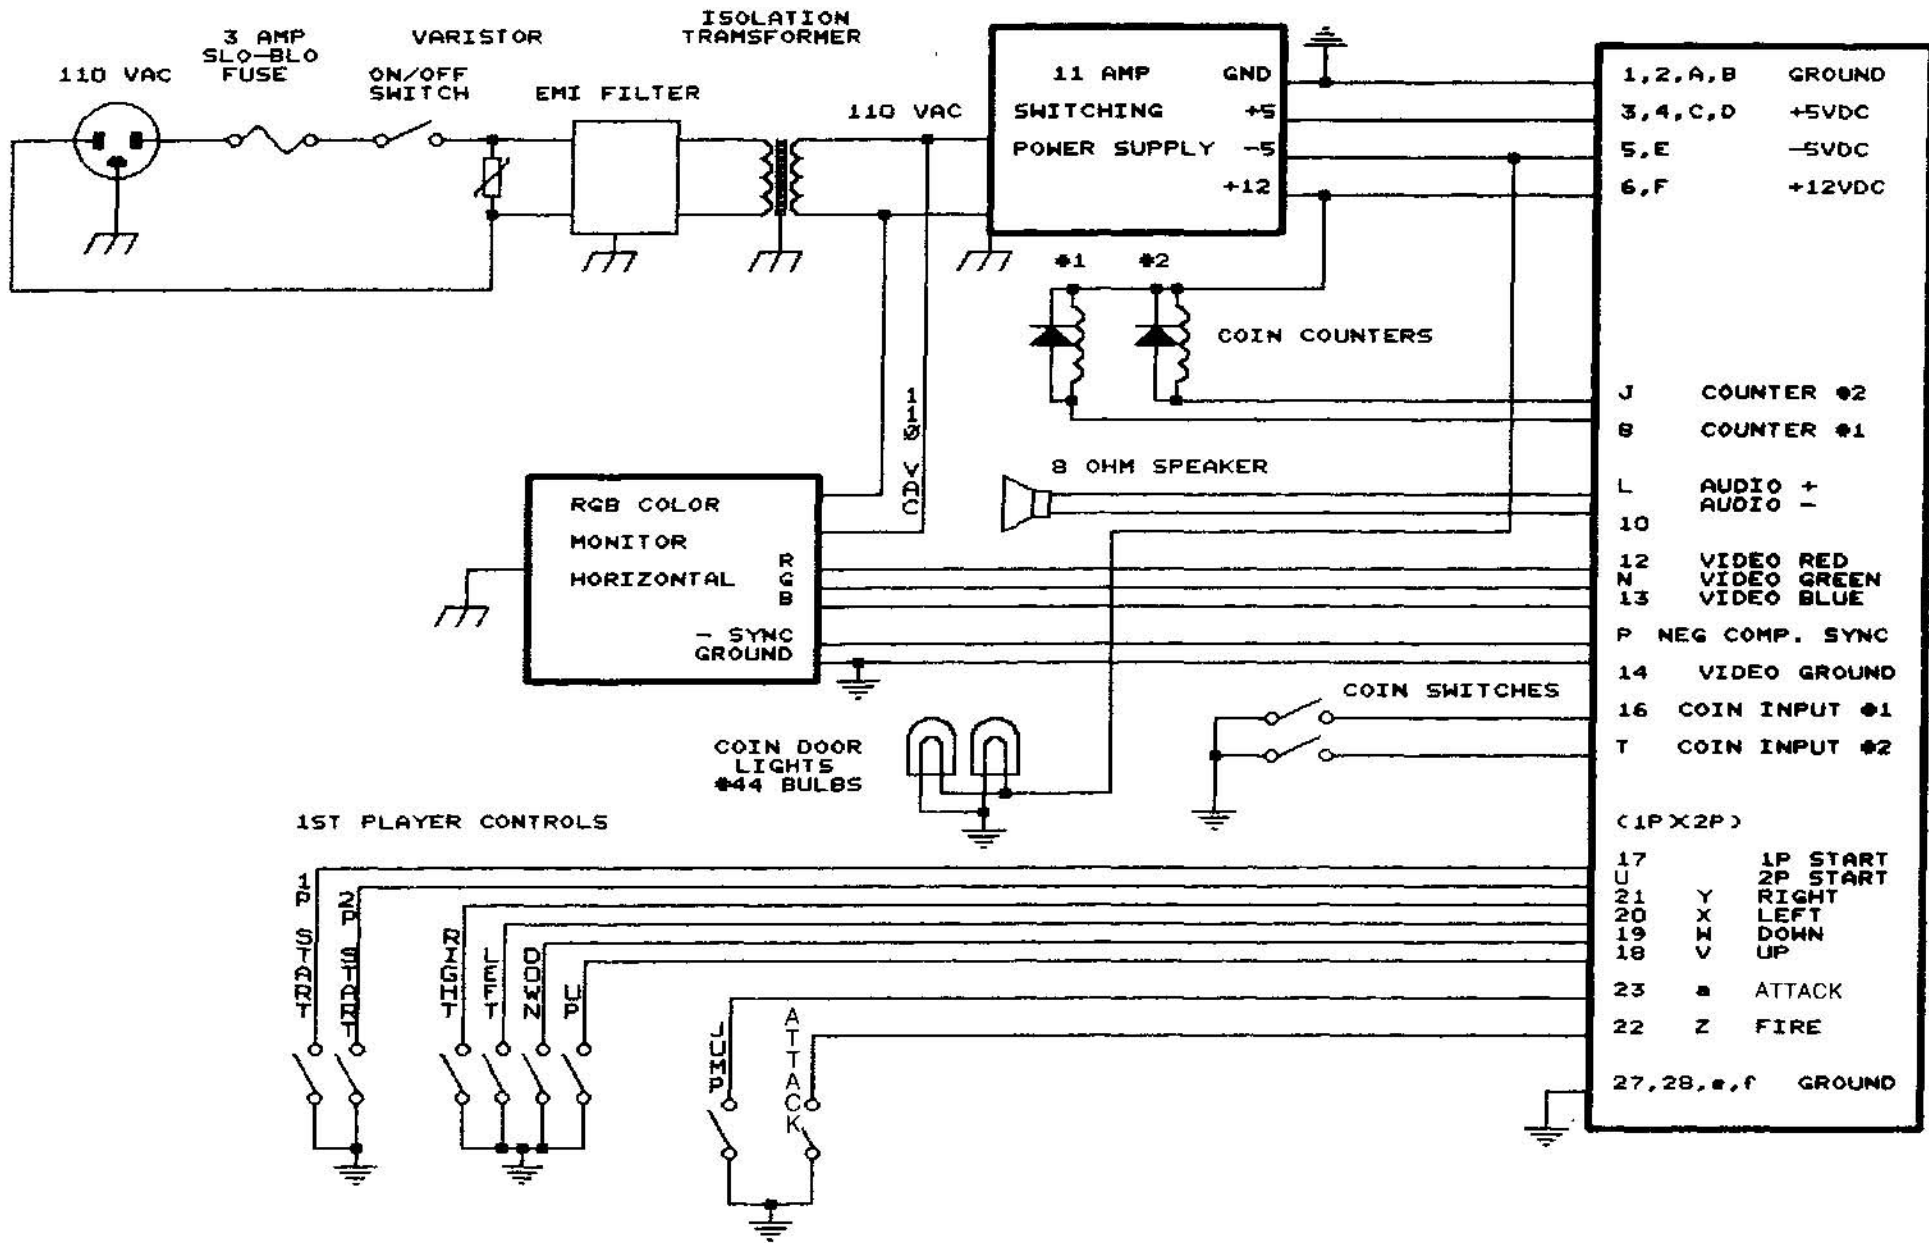 ISOLATION
TRAMSFORMER
3 AMP
SLO-BLO
FUSE
VARISTOR
110 VAC
ON/OFF
SWITCH
EMI FILTER
110 VAC
11 AMP GND
SWITCHING +5
POWER SUPPLY -5
+12
1,2,A,B GROUND
3,4,C,D +5VDC
5,E -5VDC
6,F +12VDC
#1 #2
COIN COUNTERS
J COUNTER #2
8 COUNTER #1
110 VDC
8 OHM SPEAKER
L AUDIO +
AUDIO -
10
RGB COLOR
MONITOR
HORIZONTAL
R
G
B
- SYNC
GROUND
12 VIDEO RED
N VIDEO GREEN
13 VIDEO BLUE
P NEG COMP. SYNC
14 VIDEO GROUND
COIN SWITCHES
16 COIN INPUT #1
T COIN INPUT #2
COIN DOOR
LIGHTS
#44 BULBS
1ST PLAYER CONTROLS
(1P X 2P)
17 1P START
U 2P START
21 Y RIGHT
20 X LEFT
19 W DOWN
18 V UP
23 a ATTACK
22 Z FIRE
27,28,e,f GROUND
1P START
2P START
RIGHT
LEFT
DOWN
UP
JUMP
ATTACK